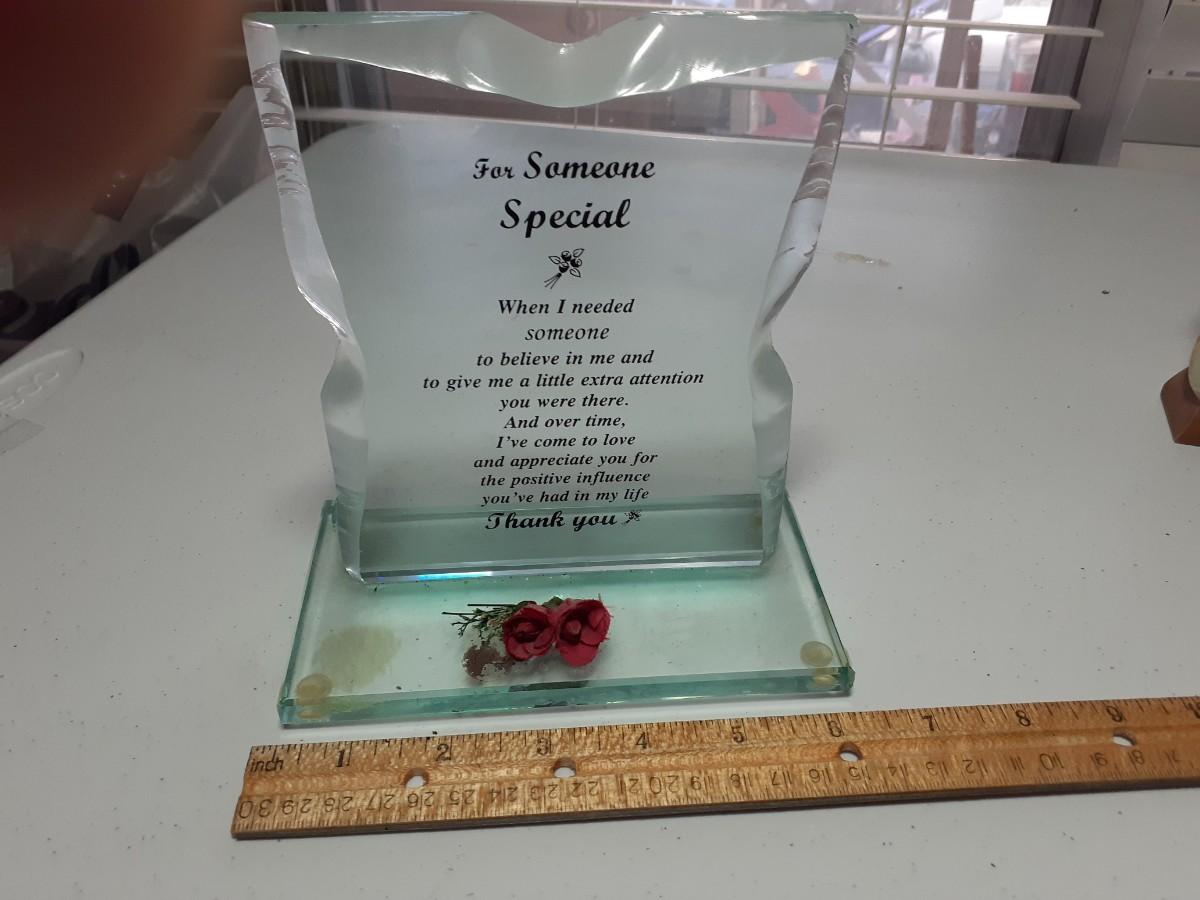 For Someone
Special
When I needed
someone
to believe in me and
to give me a little extra attention
you were there.
And over time,
I've come to love
and appreciate you for
the positive influence
you've had in my life
Thank you
inch 1 2 3 4 5 6 7 8 9
30 29 28 27 26 25 24 23 22 21 20 19 18 17 16 15 14 13 12 11 10 9 8 7